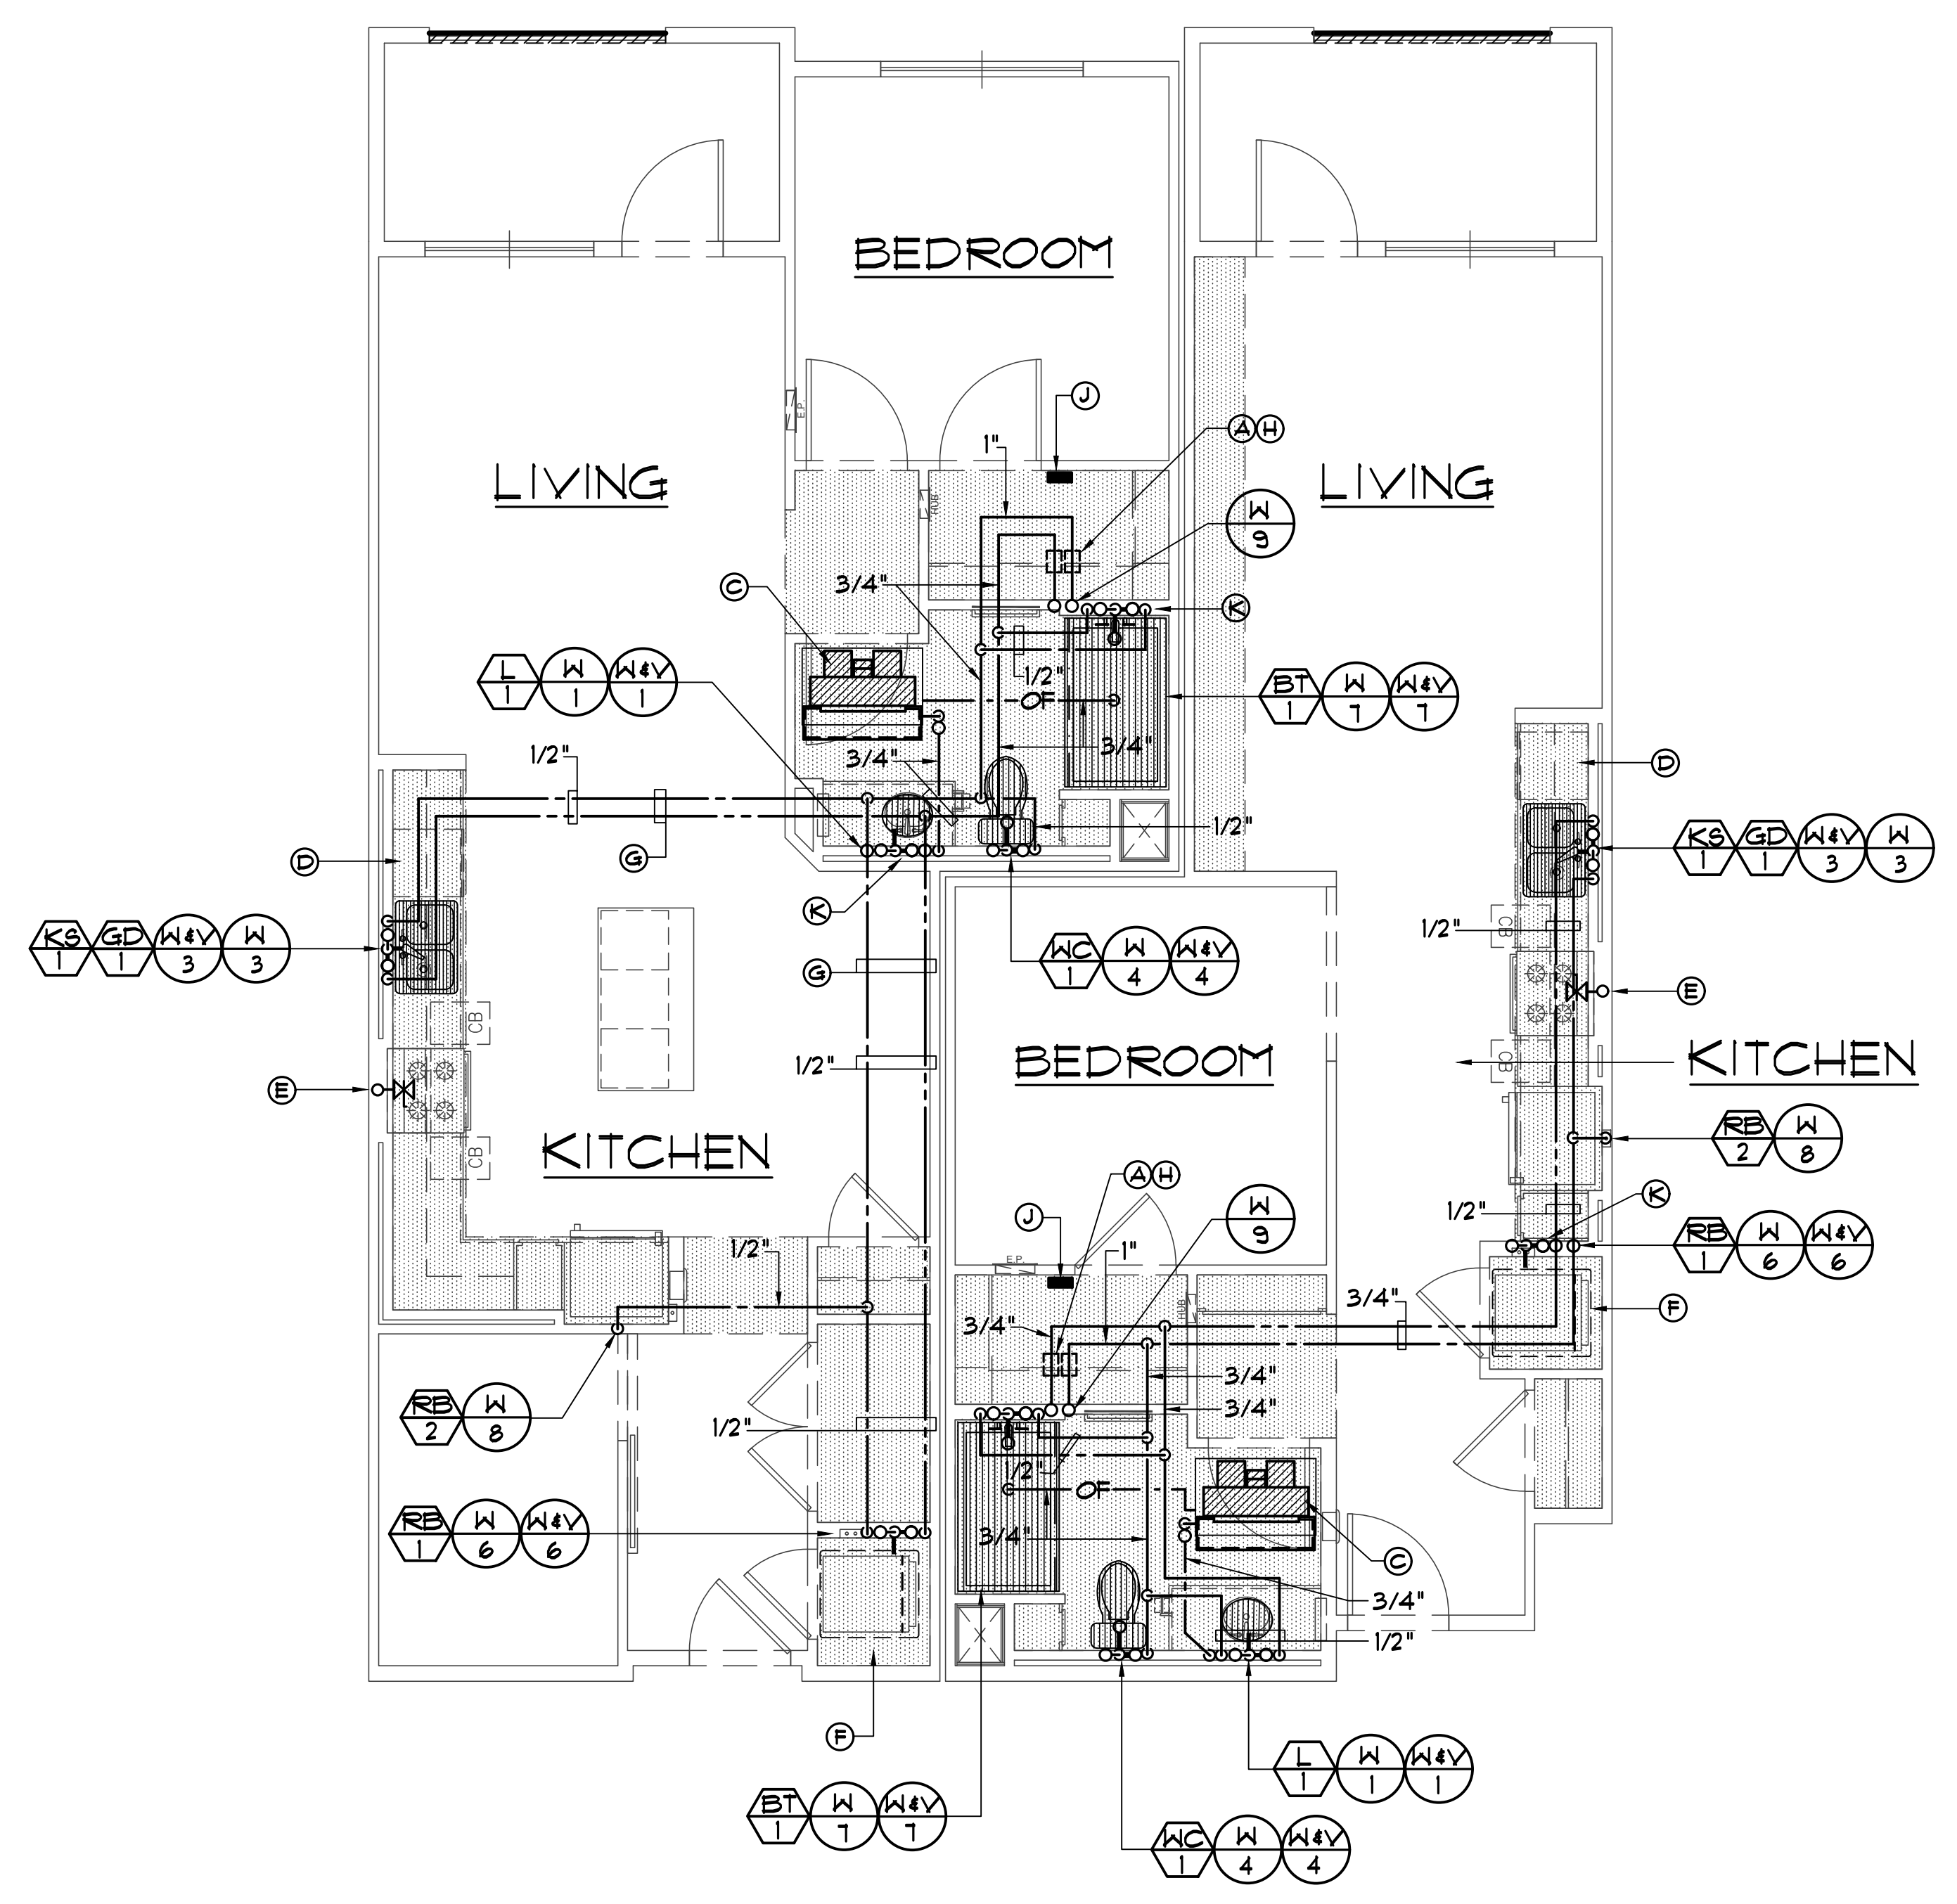 BEDROOM
J
E.P.
A H
1"
LIVING
LIVING
HUB
W
9
3/4"
C
K
L
1
W
1
W&V
1
1/2"
BT
1
W
7
W&V
7
OF
3/4"
3/4"
1/2"
D
1/2"
G
D
KS
1
GD
1
W&V
3
W
3
K
CB
1/2"
KS
1
GD
1
W&V
3
W
3
WC
1
W
4
W&V
4
G
E
CB
1/2"
BEDROOM
CB
KITCHEN
E
RB
2
W
8
CB
KITCHEN
A H
K
J
W
9
1/2"
RB
1
W
6
W&V
6
1/2"
1"
E.P.
HUB
3/4"
F
3/4"
3/4"
RB
2
W
8
3/4"
1/2"
1/2"
OF
RB
1
W
6
W&V
6
3/4"
C
3/4"
1/2"
F
L
1
W
1
W&V
1
BT
1
W
7
W&V
7
WC
1
W
4
W&V
4